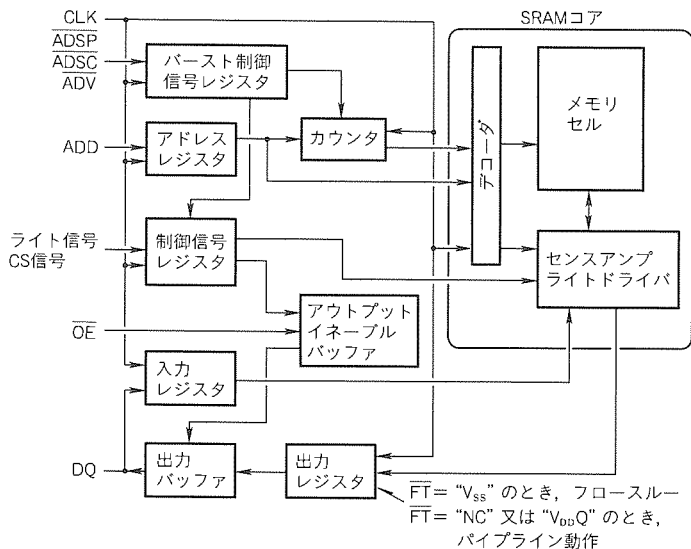 CLK
SRAMコア
A̅D̅S̅P̅
A̅D̅S̅C̅
A̅D̅V̅
バースト制御
信号レジスタ
メモリ
セル
ADD
アドレス
レジスタ
カウンタ
デコーダ
ライト信号
CS信号
制御信号
レジスタ
センスアンプ
ライトドライバ
O̅E̅
アウトプット
イネーブル
バッファ
入力
レジスタ
DQ
出力
バッファ
出力
レジスタ
F̅T̅="Vss"のとき,フロースルー
F̅T̅="NC"又は"VDDQ"のとき,
パイプライン動作